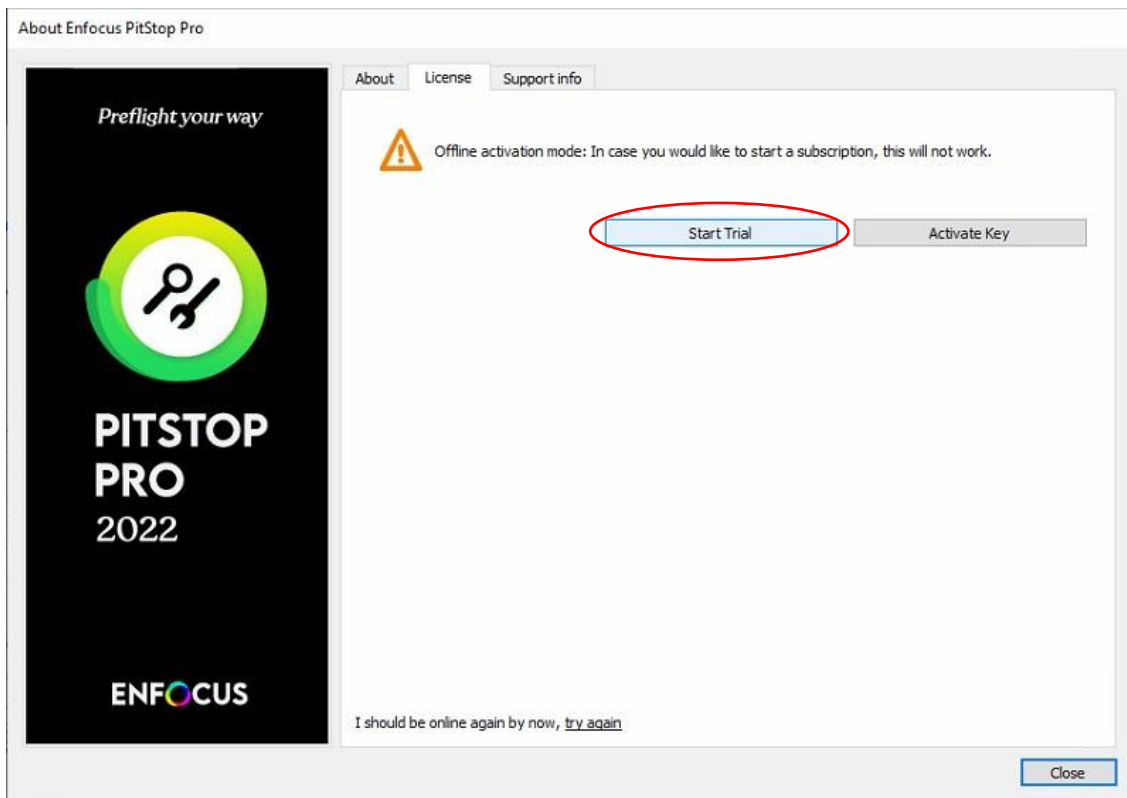 About Enfocus PitStop Pro
Preflight your way
PITSTOP
PRO
2022
ENFOCUS
About License Support info
Offline activation mode: In case you would like to start a subscription, this will not work.
Start Trial Activate Key
I should be online again by now, try again
Close